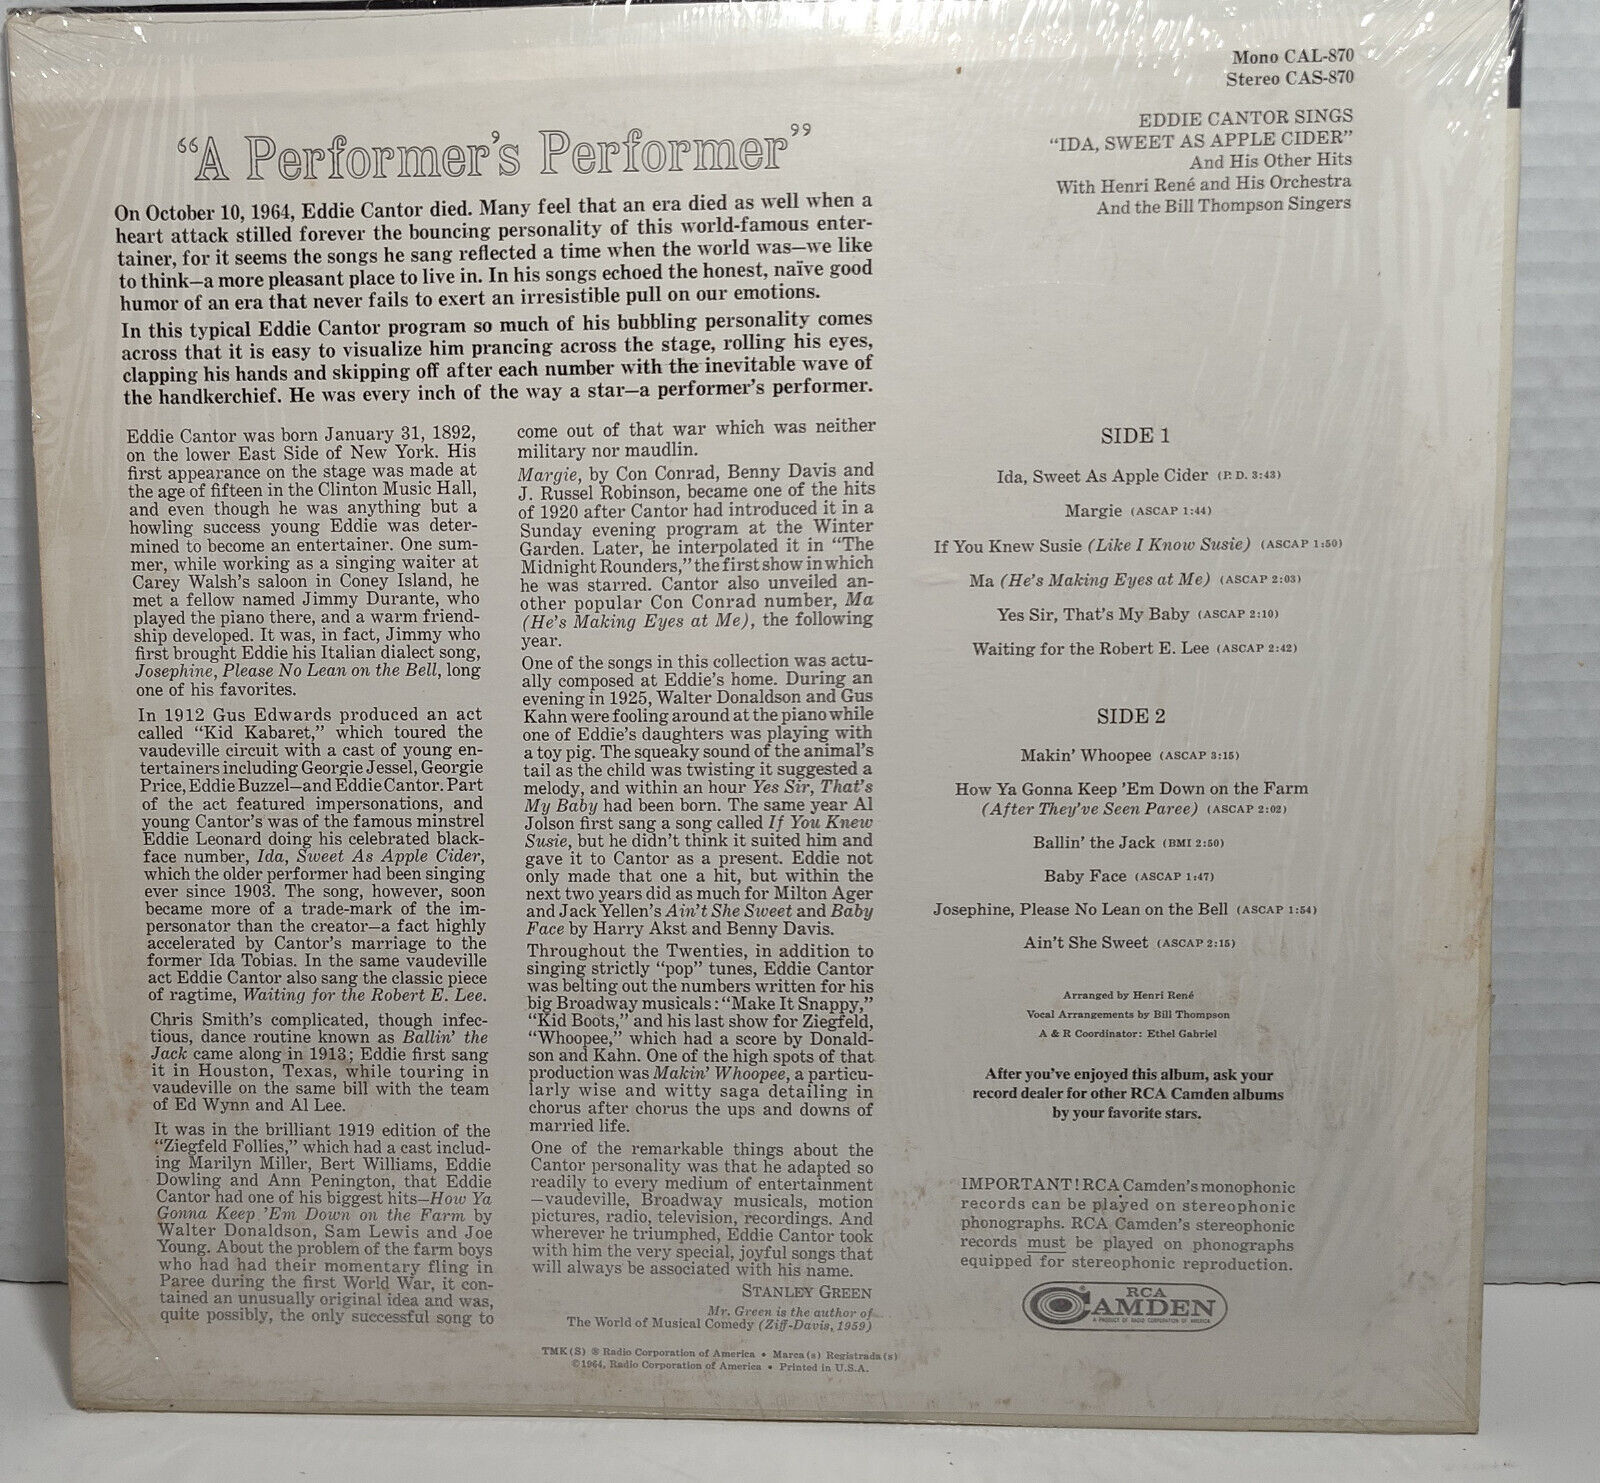 Mono CAL-870
Stereo CAS-870
EDDIE CANTOR SINGS
"IDA, SWEET AS APPLE CIDER"
And His Other Hits
With Henri René and His Orchestra
And the Bill Thompson Singers
"A Performer's Performer"
On October 10, 1964, Eddie Cantor died. Many feel that an era died as well when a
heart attack stilled forever the bouncing personality of this world-famous enter-
tainer, for it seems the songs he sang reflected a time when the world was—we like
to think—a more pleasant place to live in. In his songs echoed the honest, naïve good
humor of an era that never fails to exert an irresistible pull on our emotions.
In this typical Eddie Cantor program so much of his bubbling personality comes
across that it is easy to visualize him prancing across the stage, rolling his eyes,
clapping his hands and skipping off after each number with the inevitable wave of
the handkerchief. He was every inch of the way a star—a performer's performer.
Eddie Cantor was born January 31, 1892,
on the lower East Side of New York. His
first appearance on the stage was made at
the age of fifteen in the Clinton Music Hall,
and even though he was anything but a
howling success young Eddie was deter-
mined to become an entertainer. One sum-
mer, while working as a singing waiter at
Carey Walsh's saloon in Coney Island, he
met a fellow named Jimmy Durante, who
played the piano there, and a warm friend-
ship developed. It was, in fact, Jimmy who
first brought Eddie his Italian dialect song,
Josephine, Please No Lean on the Bell, long
one of his favorites.
In 1912 Gus Edwards produced an act
called "Kid Kabaret," which toured the
vaudeville circuit with a cast of young en-
tertainers including Georgie Jessel, Georgie
Price, Eddie Buzzel—and Eddie Cantor. Part
of the act featured impersonations, and
young Cantor's was of the famous minstrel
Eddie Leonard doing his celebrated black-
face number, Ida, Sweet As Apple Cider,
which the older performer had been singing
ever since 1903. The song, however, soon
became more of a trade-mark of the im-
personator than the creator—a fact highly
accelerated by Cantor's marriage to the
former Ida Tobias. In the same vaudeville
act Eddie Cantor also sang the classic piece
of ragtime, Waiting for the Robert E. Lee.
Chris Smith's complicated, though infec-
tious, dance routine known as Ballin' the
Jack came along in 1913; Eddie first sang
it in Houston, Texas, while touring in
vaudeville on the same bill with the team
of Ed Wynn and Al Lee.
It was in the brilliant 1919 edition of the
"Ziegfeld Follies," which had a cast includ-
ing Marilyn Miller, Bert Williams, Eddie
Dowling and Ann Penington, that Eddie
Cantor had one of his biggest hits—How Ya
Gonna Keep 'Em Down on the Farm by
Walter Donaldson, Sam Lewis and Joe
Young. About the problem of the farm boys
who had had their momentary fling in
Paree during the first World War, it con-
tained an unusually original idea and was,
quite possibly, the only successful song to
come out of that war which was neither
military nor maudlin.
Margie, by Con Conrad, Benny Davis and
J. Russel Robinson, became one of the hits
of 1920 after Cantor had introduced it in a
Sunday evening program at the Winter
Garden. Later, he interpolated it in "The
Midnight Rounders," the first show in which
he was starred. Cantor also unveiled an-
other popular Con Conrad number, Ma
(He's Making Eyes at Me), the following
year.
One of the songs in this collection was actu-
ally composed at Eddie's home. During an
evening in 1925, Walter Donaldson and Gus
Kahn were fooling around at the piano while
one of Eddie's daughters was playing with
a toy pig. The squeaky sound of the animal's
tail as the child was twisting it suggested a
melody, and within an hour Yes Sir, That's
My Baby had been born. The same year Al
Jolson first sang a song called If You Knew
Susie, but he didn't think it suited him and
gave it to Cantor as a present. Eddie not
only made that one a hit, but within the
next two years did as much for Milton Ager
and Jack Yellen's Ain't She Sweet and Baby
Face by Harry Akst and Benny Davis.
Throughout the Twenties, in addition to
singing strictly "pop" tunes, Eddie Cantor
was belting out the numbers written for his
big Broadway musicals: "Make It Snappy,"
"Kid Boots," and his last show for Ziegfeld,
"Whoopee," which had a score by Donald-
son and Kahn. One of the high spots of that
production was Makin' Whoopee, a particu-
larly wise and witty saga detailing in
chorus after chorus the ups and downs of
married life.
One of the remarkable things about the
Cantor personality was that he adapted so
readily to every medium of entertainment
—vaudeville, Broadway musicals, motion
pictures, radio, television, recordings. And
wherever he triumphed, Eddie Cantor took
with him the very special, joyful songs that
will always be associated with his name.
STANLEY GREEN
Mr. Green is the author of
The World of Musical Comedy (Ziff-Davis, 1959)
TMK(S) ® Radio Corporation of America • Marca(s) Registrada(s)
©1964, Radio Corporation of America • Printed in U.S.A.
SIDE 1
Ida, Sweet As Apple Cider (P. D. 3:43)
Margie (ASCAP 1:44)
If You Knew Susie (Like I Know Susie) (ASCAP 1:50)
Ma (He's Making Eyes at Me) (ASCAP 2:03)
Yes Sir, That's My Baby (ASCAP 2:10)
Waiting for the Robert E. Lee (ASCAP 2:42)
SIDE 2
Makin' Whoopee (ASCAP 3:15)
How Ya Gonna Keep 'Em Down on the Farm
(After They've Seen Paree) (ASCAP 2:02)
Ballin' the Jack (BMI 2:50)
Baby Face (ASCAP 1:47)
Josephine, Please No Lean on the Bell (ASCAP 1:54)
Ain't She Sweet (ASCAP 2:15)
Arranged by Henri René
Vocal Arrangements by Bill Thompson
A & R Coordinator: Ethel Gabriel
After you've enjoyed this album, ask your
record dealer for other RCA Camden albums
by your favorite stars.
IMPORTANT! RCA Camden's monophonic
records can be played on stereophonic
phonographs. RCA Camden's stereophonic
records must be played on phonographs
equipped for stereophonic reproduction.
RCA
CAMDEN
A PRODUCT OF RADIO CORPORATION OF AMERICA